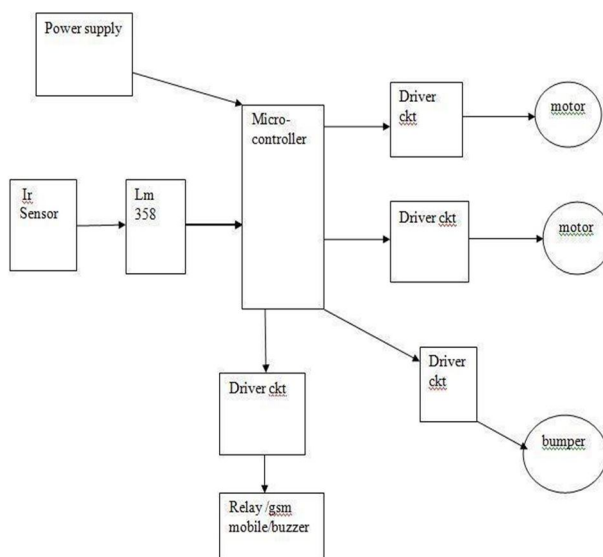 Power supply
Driver
ckt
motor
Micro-
controller
Ir
Sensor
Lm
358
Driver ckt
motor
Driver ckt
Driver
ckt
bumper
Relay /gsm
mobile/buzzer